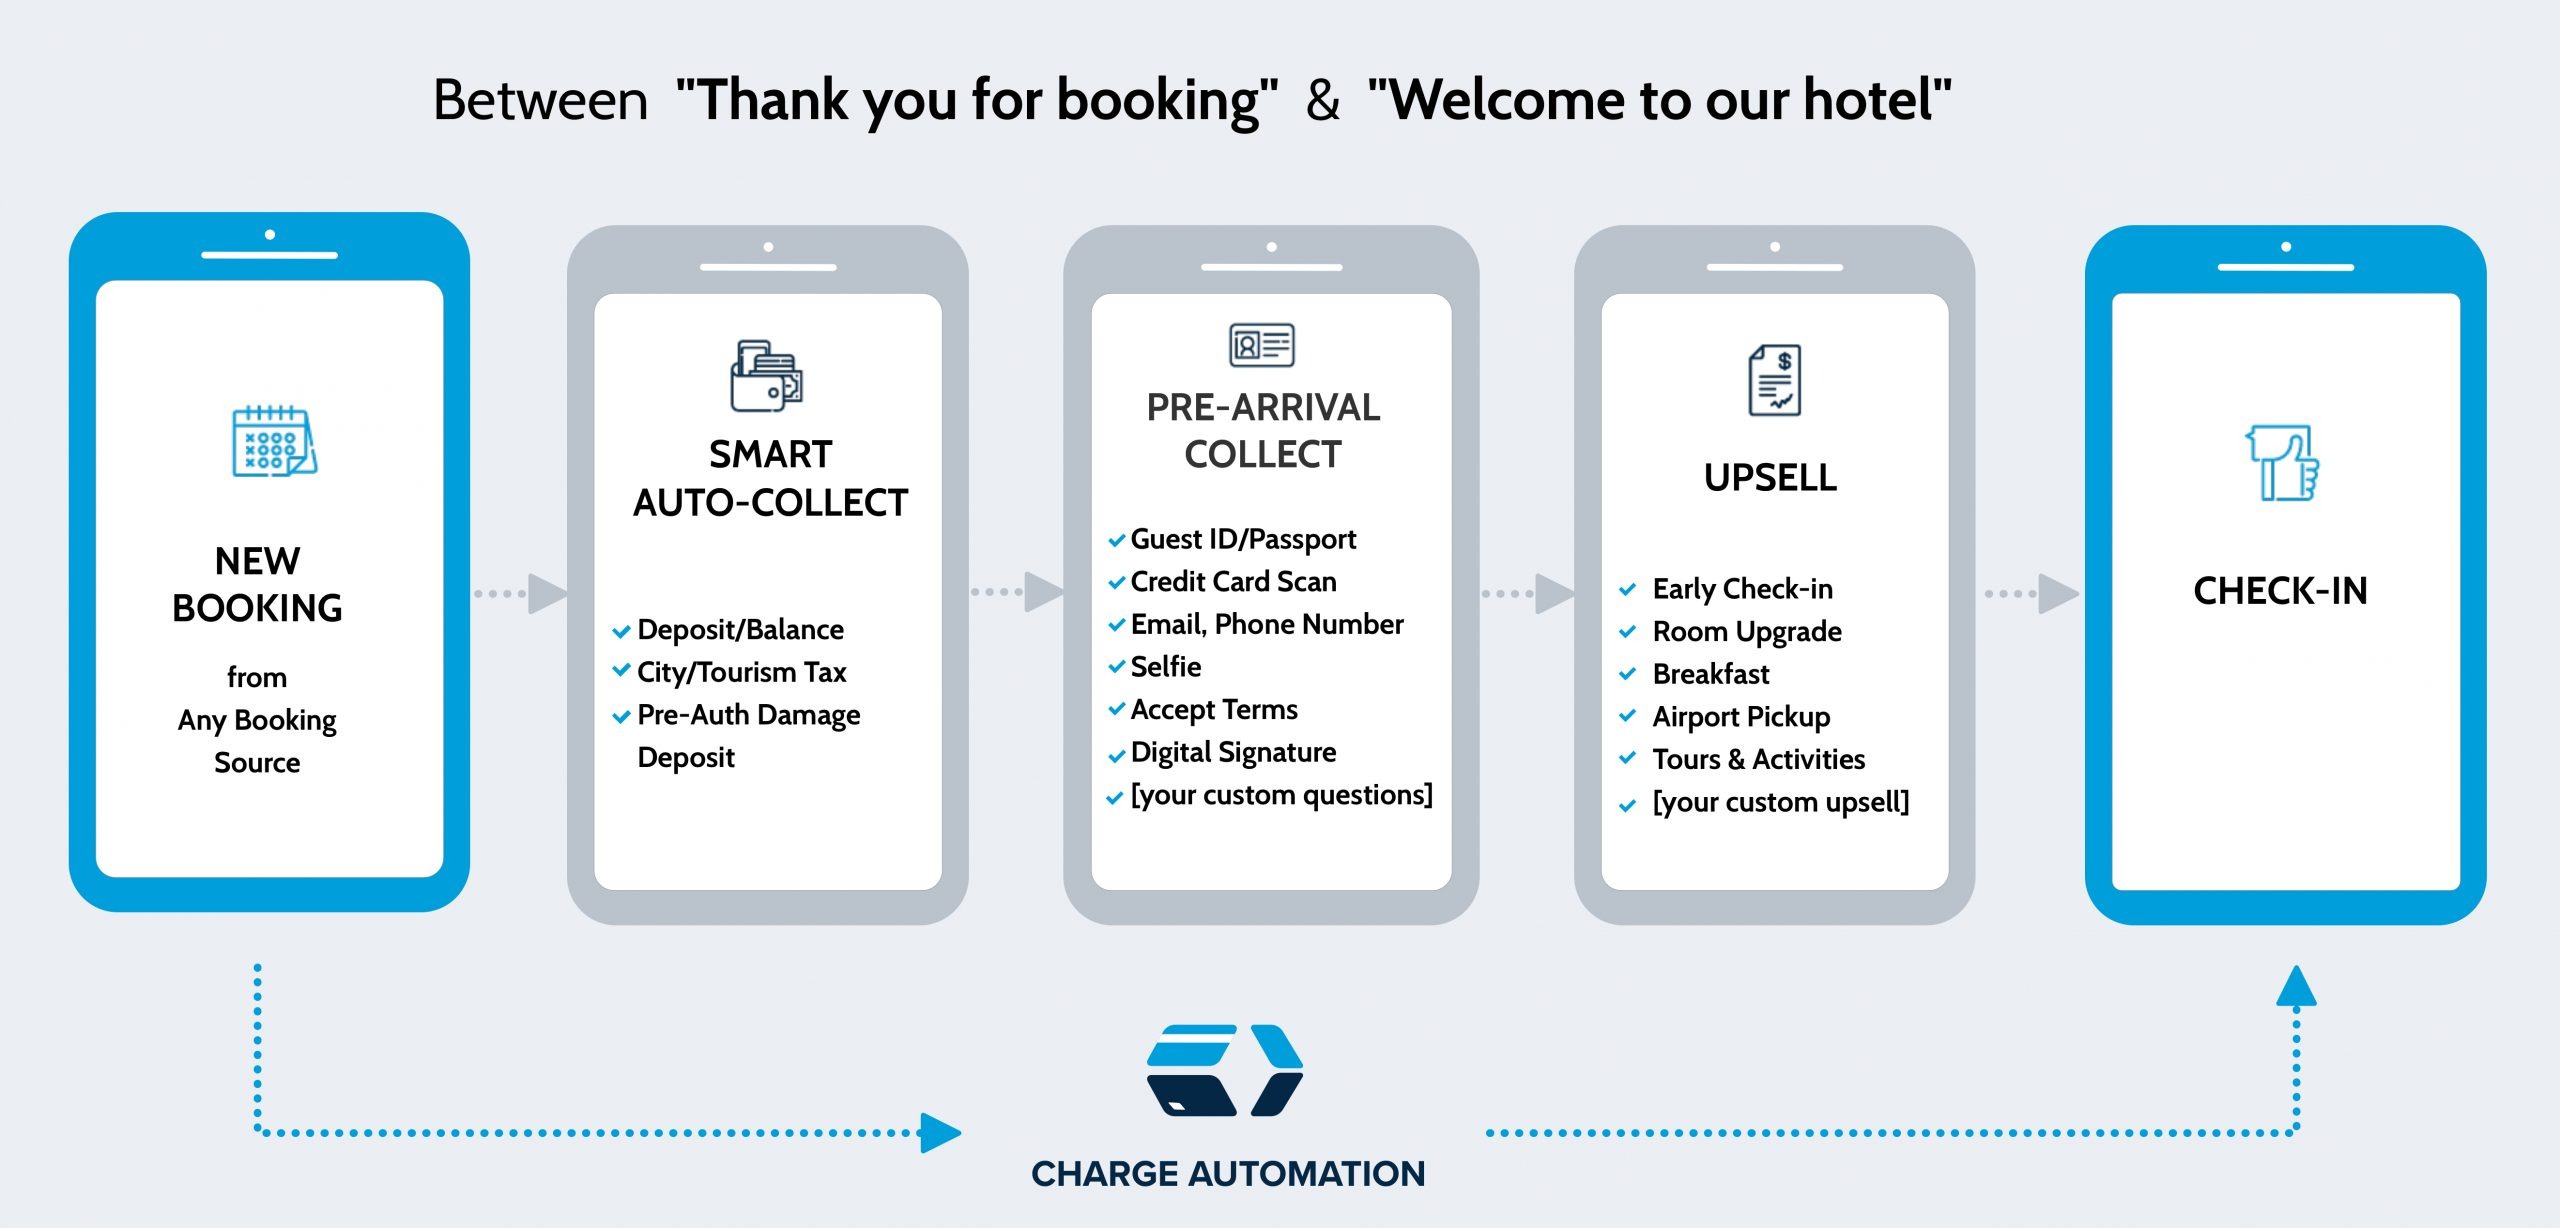 Between "Thank you for booking" & "Welcome to our hotel"
NEW
BOOKING
from
Any Booking
Source
SMART
AUTO-COLLECT
Deposit/Balance
City/Tourism Tax
Pre-Auth Damage
Deposit
PRE-ARRIVAL
COLLECT
Guest ID/Passport
Credit Card Scan
Email, Phone Number
Selfie
Accept Terms
Digital Signature
[your custom questions]
$
UPSELL
Early Check-in
Room Upgrade
Breakfast
Airport Pickup
Tours & Activities
[your custom upsell]
CHECK-IN
CHARGE AUTOMATION